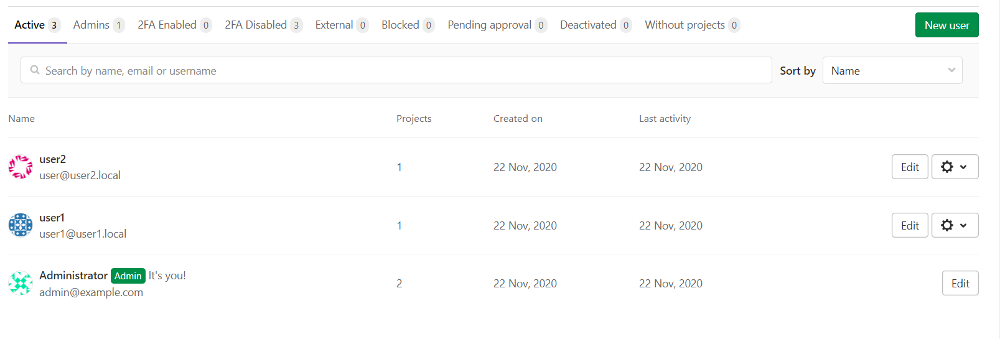 Active 3 Admins 1 2FA Enabled 0 2FA Disabled 3 External 0 Blocked 0 Pending approval 0 Deactivated 0 Without projects 0 New user
Search by name, email or username Sort by Name
Name Projects Created on Last activity
user2
user@user2.local 1 22 Nov, 2020 22 Nov, 2020 Edit
user1
user1@user1.local 1 22 Nov, 2020 22 Nov, 2020 Edit
Administrator Admin It's you!
admin@example.com 2 22 Nov, 2020 22 Nov, 2020 Edit